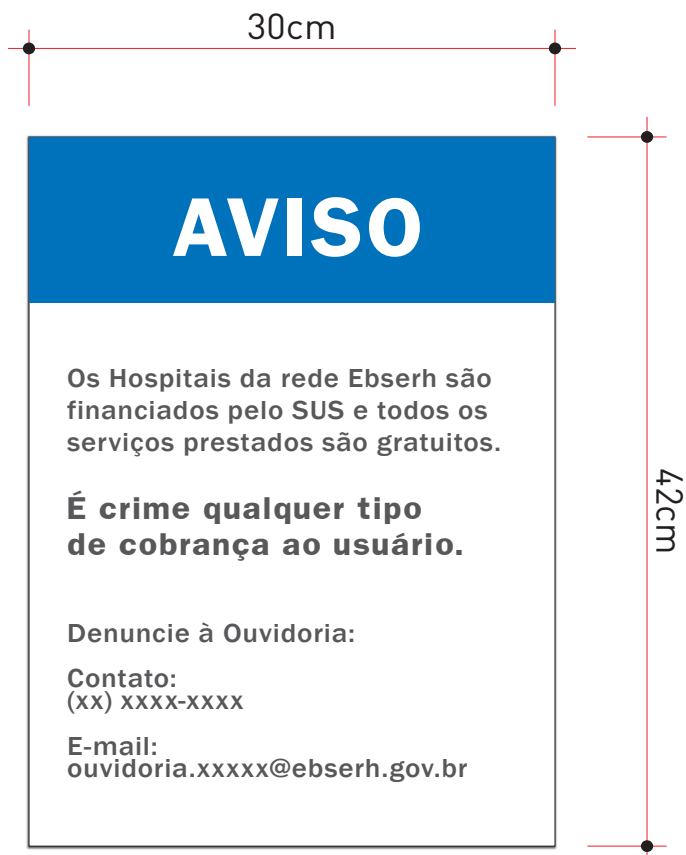 30cm
AVISO
Os Hospitais da rede Ebserh são
financiados pelo SUS e todos os
serviços prestados são gratuitos.
É crime qualquer tipo
de cobrança ao usuário.
42cm
Denuncie à Ouvidoria:
Contato:
(xx) xxxx-xxxx
E-mail:
ouvidoria.xxxxx@ebserh.gov.br